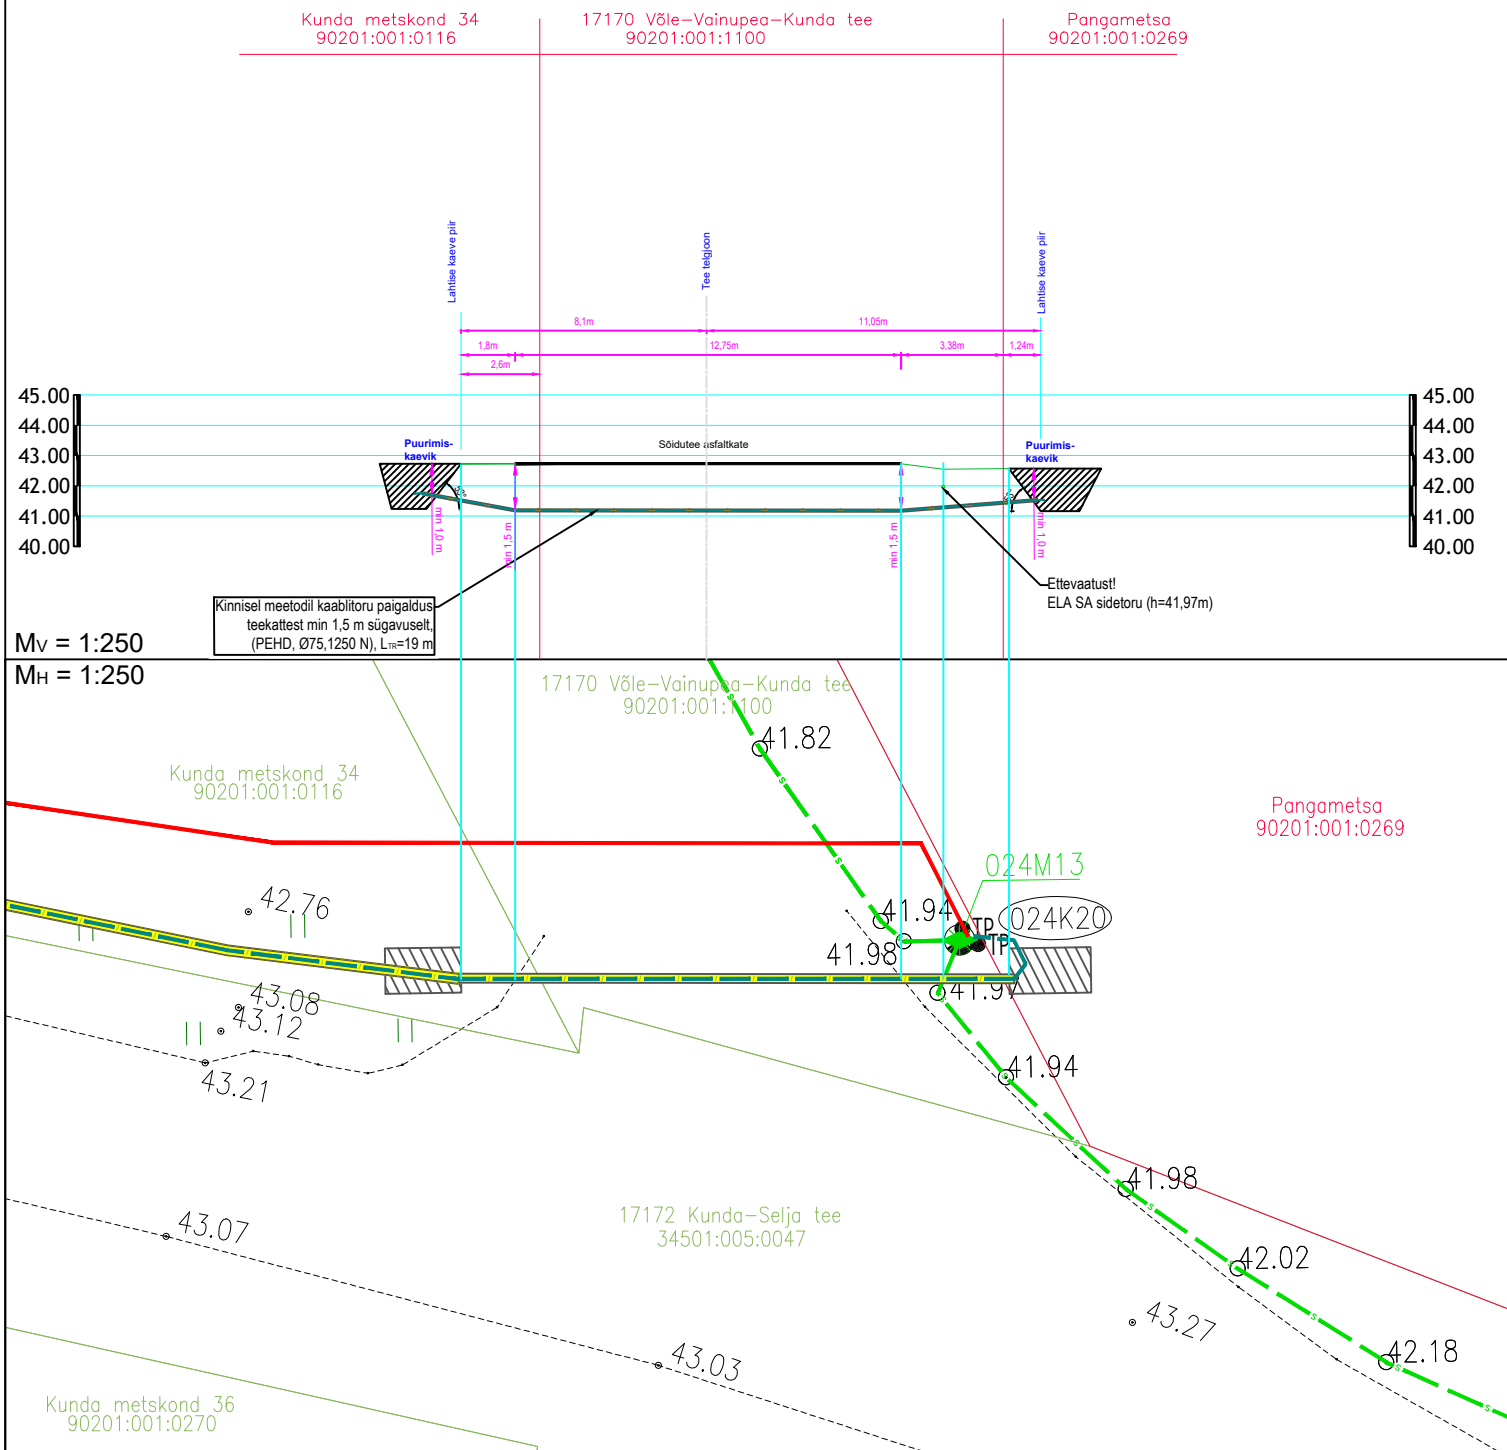 Kunda metskond 34
90201:001:0116
17170 Võle-Vainupea-Kunda tee
90201:001:1100
Pangametsa
90201:001:0269
Lahtise kaeve piir
Tee telgjoon
Lahtise kaeve piir
8,1m
11,05m
1,8m
12,75m
3,38m
1,24m
2,6m
45.00
44.00
43.00
42.00
41.00
40.00
45.00
44.00
43.00
42.00
41.00
40.00
Puurimis-
kaevik
Sõidutee asfaltkate
Puurimis-
kaevik
min 1,0 m
min 1,5 m
min 1,5 m
min 1,0 m
Kinnisel meetodil kaablitoru paigaldus
teekattest min 1,5 m sügavuselt,
(PEHD, Ø75,1250 N), LTR=19 m
Ettevaatust!
ELA SA sidetoru (h=41,97m)
MV = 1:250
MH = 1:250
17170 Võle-Vainupea-Kunda tee
90201:001:1100
41.82
Kunda metskond 34
90201:001:0116
Pangametsa
90201:001:0269
024M13
42.76
41.94
TP
024K20
41.98
TP
41.97
43.08
43.12
43.21
41.94
41.98
17172 Kunda-Selja tee
34501:005:0047
43.07
42.02
43.27
43.03
42.18
Kunda metskond 36
90201:001:0270